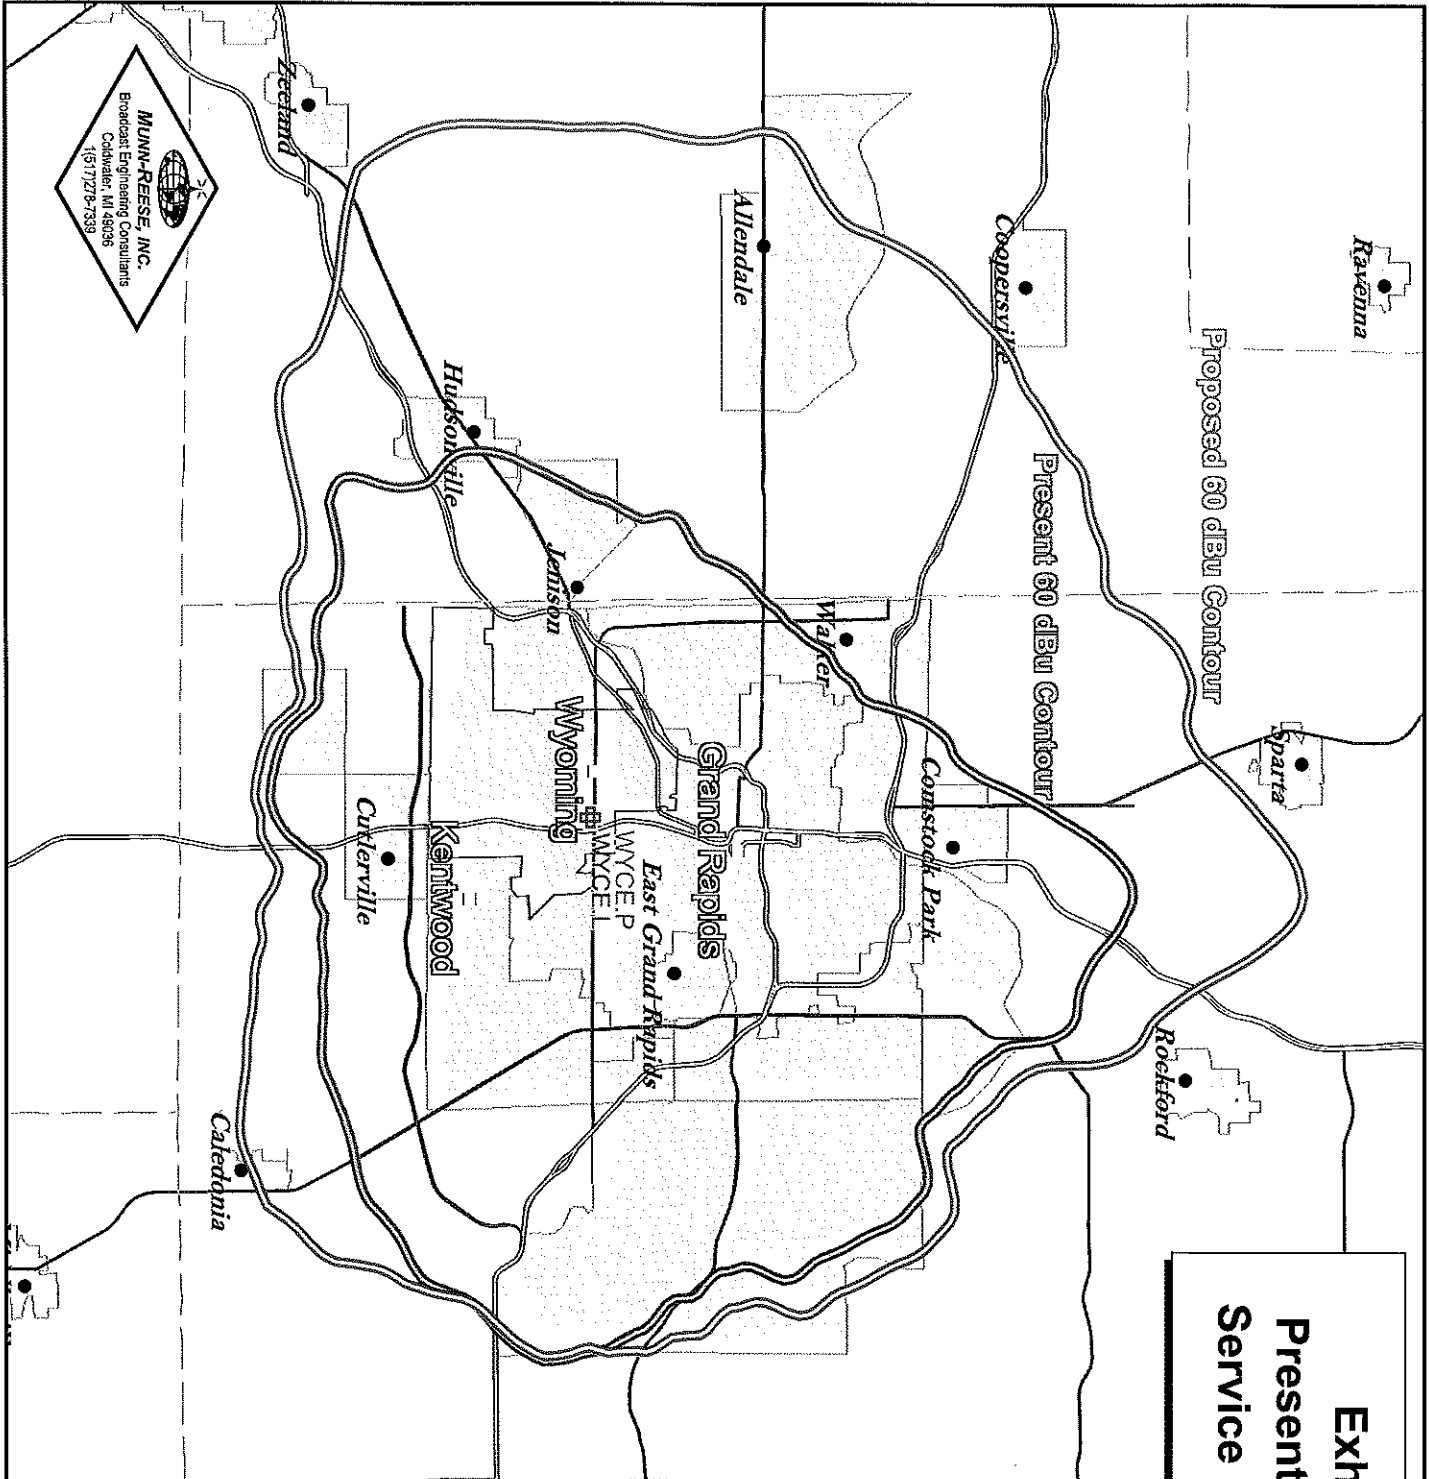 Exh
Present
Service
Ravenna
Proposed 60 dBu Contour
Sparta
Rockford
Coopersville
Present 60 dBu Contour
Comstock Park
Walker
Allendale
Grand Rapids
East Grand Rapids
WYCE.P
WYCE.L
Wyoming
Jenison
Hudsonville
Kentwood
Cutlerville
Zeeland
Caledonia
MUNN-REESE, INC.
Broadcast Engineering Consultants
Coldwater, MI 49036
1(517)278-7339